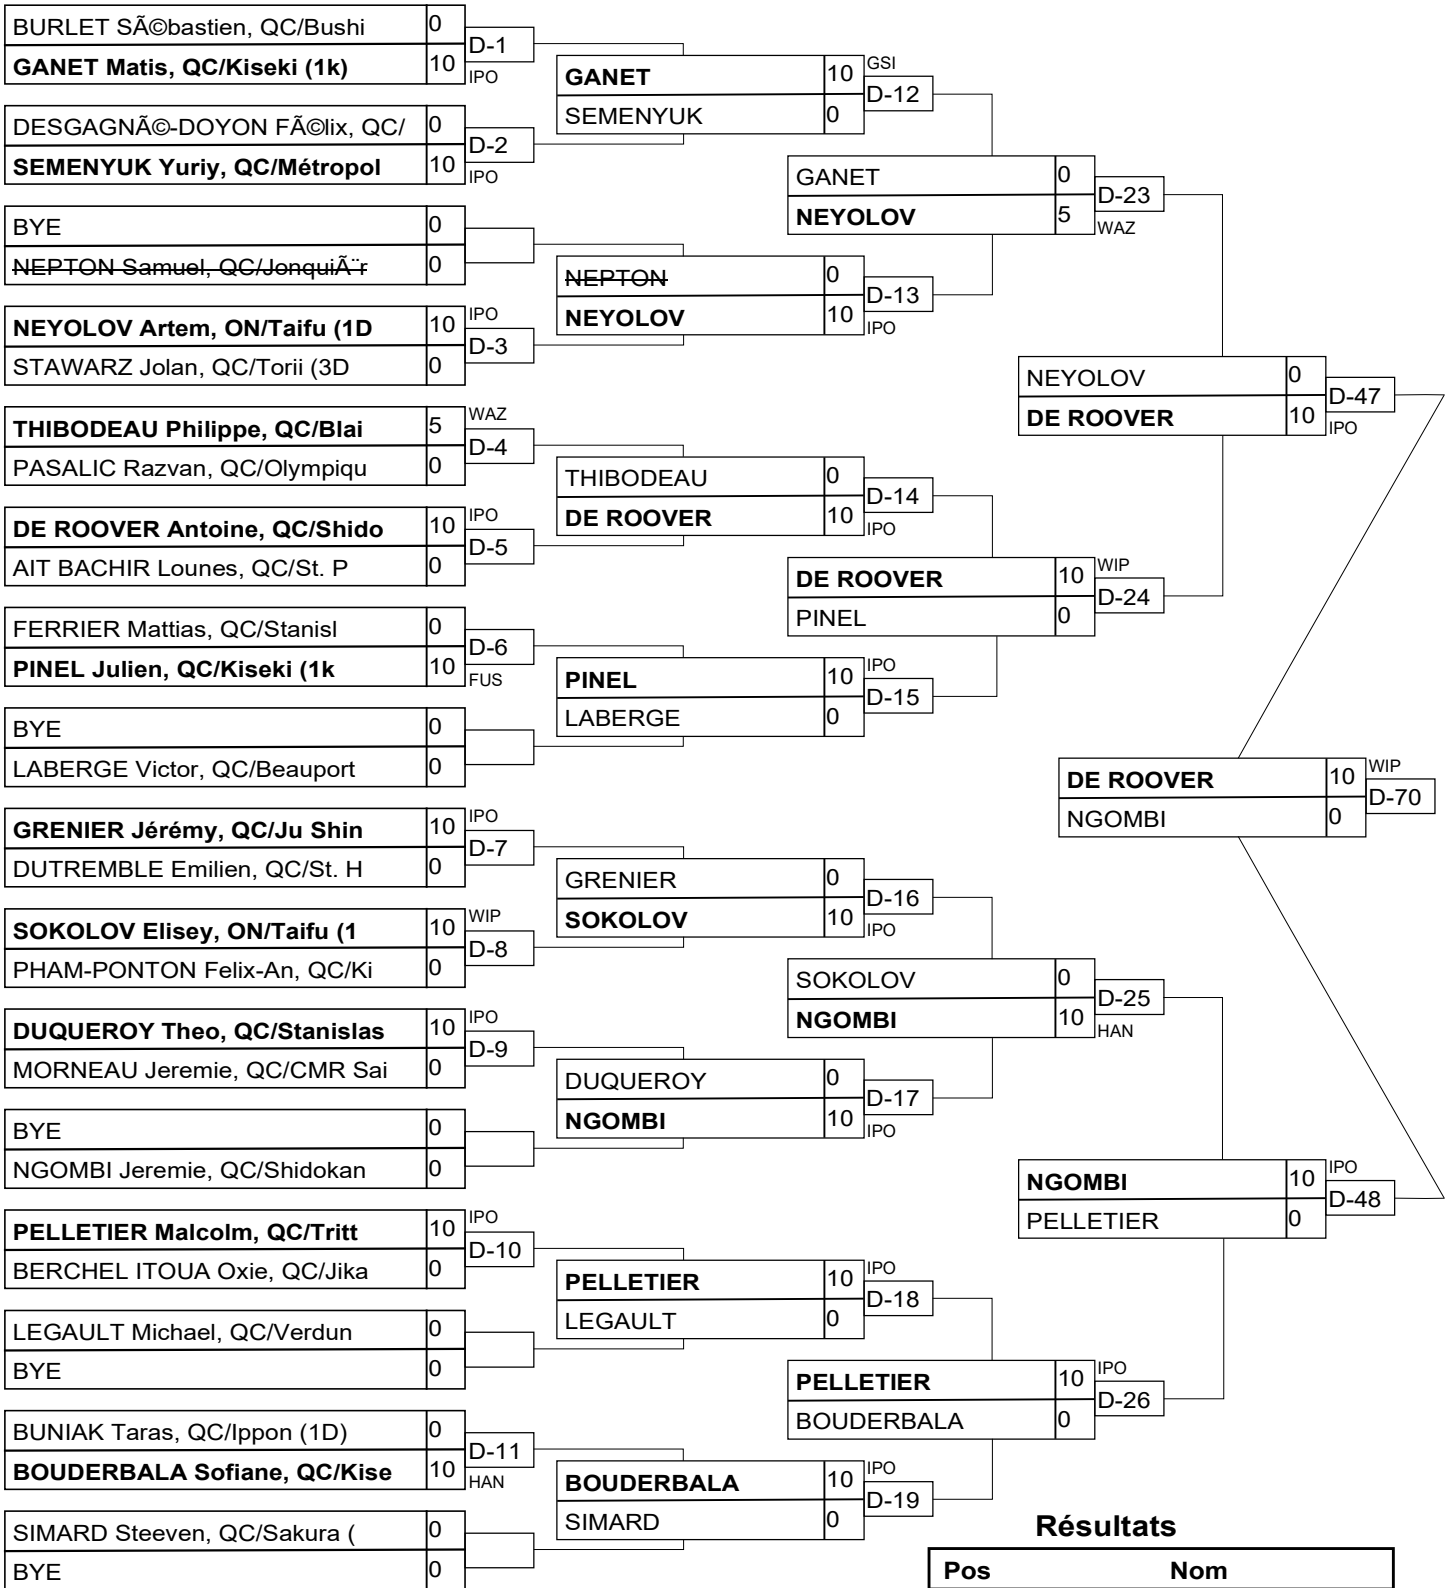 BURLET SÃ©bastien, QC/Bushi 0
D-1
GANET Matis, QC/Kiseki (1k) 10 IPO
DESGAGNÃ©-DOYON FÃ©lix, QC/ 0
D-2
SEMENYUK Yuriy, QC/Métropol 10 IPO
BYE 0
NEPTON Samuel, QC/JonquiÃ¨r 0
NEYOLOV Artem, ON/Taifu (1D 10 IPO
D-3
STAWARZ Jolan, QC/Torii (3D 0
THIBODEAU Philippe, QC/Blai 5 WAZ
D-4
PASALIC Razvan, QC/Olympiqu 0
DE ROOVER Antoine, QC/Shido 10 IPO
D-5
AIT BACHIR Lounes, QC/St. P 0
FERRIER Mattias, QC/Stanisl 0
D-6
PINEL Julien, QC/Kiseki (1k 10 FUS
BYE 0
LABERGE Victor, QC/Beauport 0
GRENIER Jérémy, QC/Ju Shin 10 IPO
D-7
DUTREMBLE Emilien, QC/St. H 0
SOKOLOV Elisey, ON/Taifu (1 10 WIP
D-8
PHAM-PONTON Felix-An, QC/Ki 0
DUQUEROY Theo, QC/Stanislas 10 IPO
D-9
MORNEAU Jeremie, QC/CMR Sai 0
BYE 0
NGOMBI Jeremie, QC/Shidokan 0
PELLETIER Malcolm, QC/Tritt 10 IPO
D-10
BERCHEL ITOUA Oxie, QC/Jika 0
LEGAULT Michael, QC/Verdun 0
BYE 0
BUNIAK Taras, QC/Ippon (1D) 0
D-11
BOUDERBALA Sofiane, QC/Kise 10 HAN
SIMARD Steeven, QC/Sakura ( 0
BYE 0
GANET 10 GSI
D-12
SEMENYUK 0
NEPTON 0
D-13
NEYOLOV 10 IPO
THIBODEAU 0
D-14
DE ROOVER 10 IPO
PINEL 10 IPO
D-15
LABERGE 0
GRENIER 0
D-16
SOKOLOV 10 IPO
DUQUEROY 0
D-17
NGOMBI 10 IPO
PELLETIER 10 IPO
D-18
LEGAULT 0
BOUDERBALA 10 IPO
D-19
SIMARD 0
GANET 0
D-23
NEYOLOV 5 WAZ
DE ROOVER 10 WIP
D-24
PINEL 0
SOKOLOV 0
D-25
NGOMBI 10 HAN
PELLETIER 10 IPO
D-26
BOUDERBALA 0
NEYOLOV 0
D-47
DE ROOVER 10 IPO
NGOMBI 10 IPO
D-48
PELLETIER 0
DE ROOVER 10 WIP
D-70
NGOMBI 0
Résultats
Pos Nom